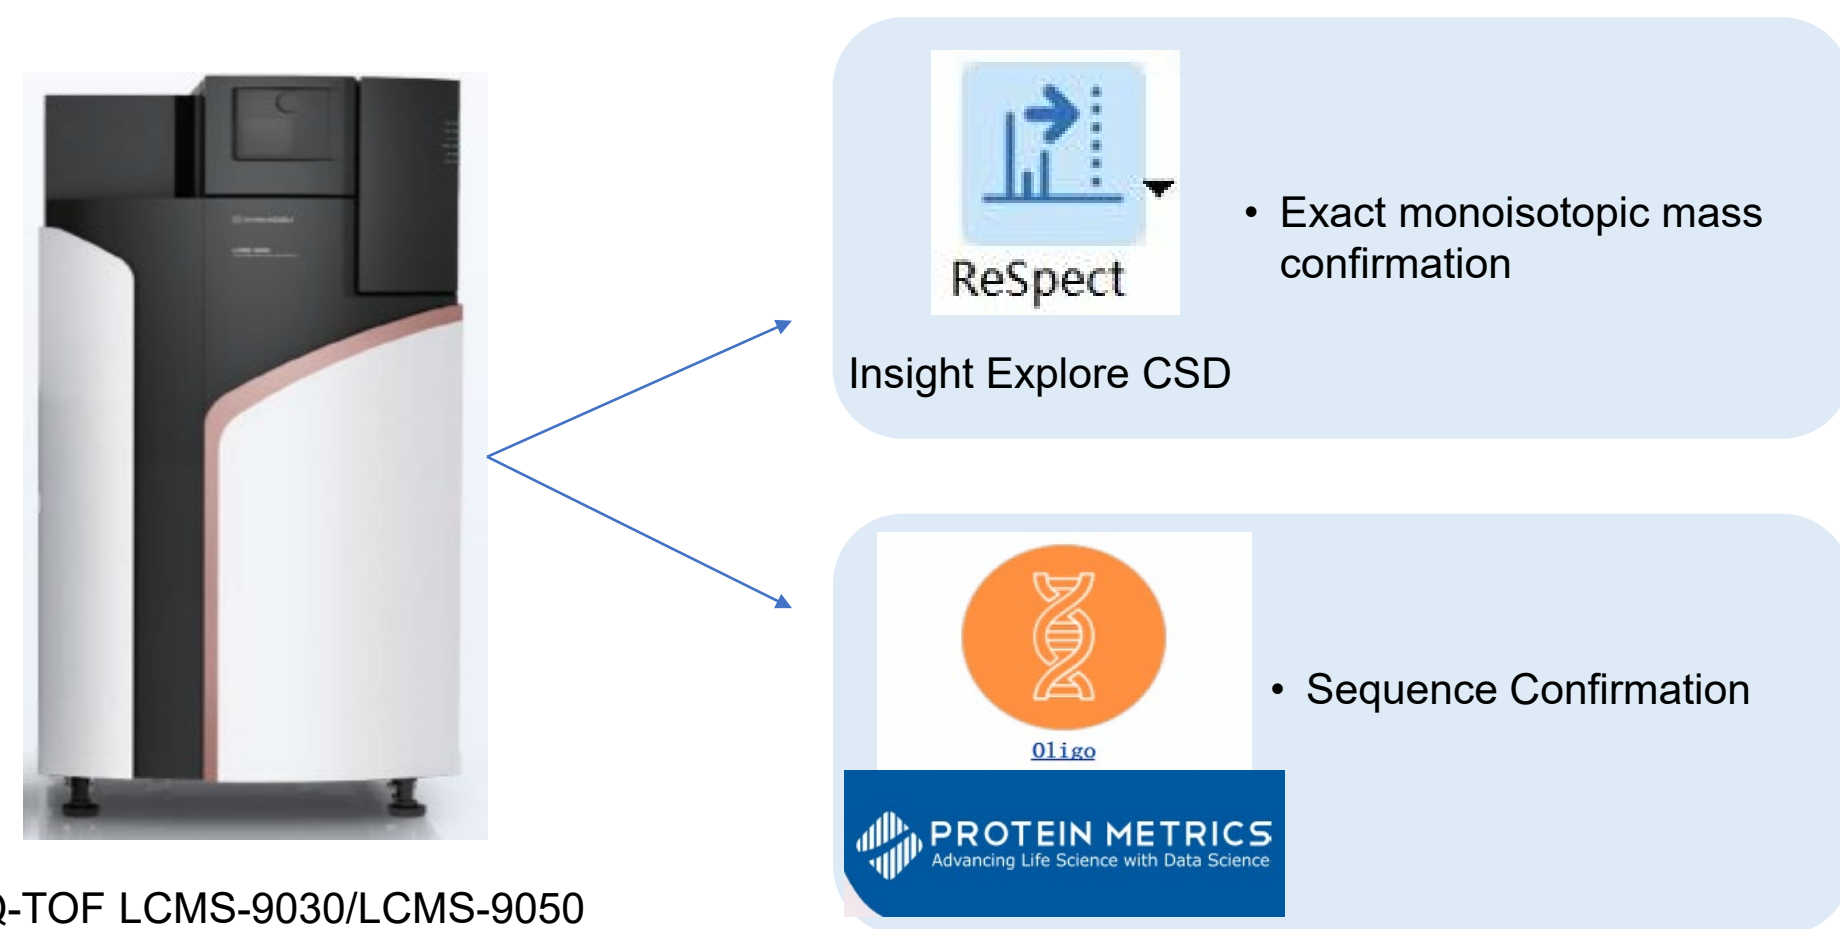 ReSpect
• Exact monoisotopic mass
confirmation
Insight Explore CSD
Oligo
• Sequence Confirmation
PROTEIN METRICS
Advancing Life Science with Data Science
Q-TOF LCMS-9030/LCMS-9050